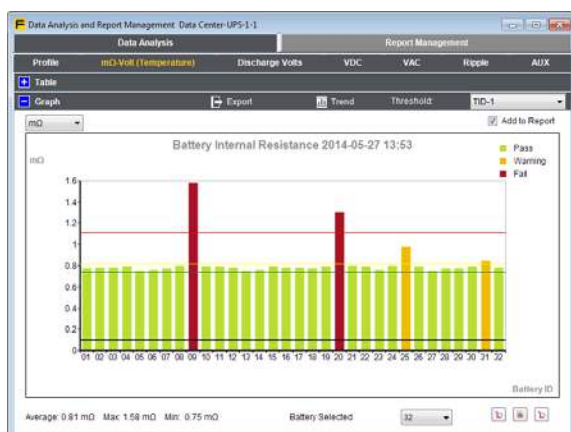 Data Analysis and Report Management Data Center-UPS-1-1
Data Analysis Report Management
Profile mΩ-Volt (Temperature) Discharge Volts VDC VAC Ripple AUX
Table
Graph Export Trend Threshold: TID-1
mΩ Add to Report
Battery Internal Resistance 2014-05-27 13:53
mΩ
Pass
Warning
Fail
1.6
1.4
1.2
1
0.8
0.6
0.4
0.2
0
01 02 03 04 05 06 07 08 09 10 11 12 13 14 15 16 17 18 19 20 21 22 23 24 25 26 27 28 29 30 31 32
Battery ID
Average: 0.81 mΩ Max: 1.58 mΩ Min: 0.75 mΩ Battery Selected 32